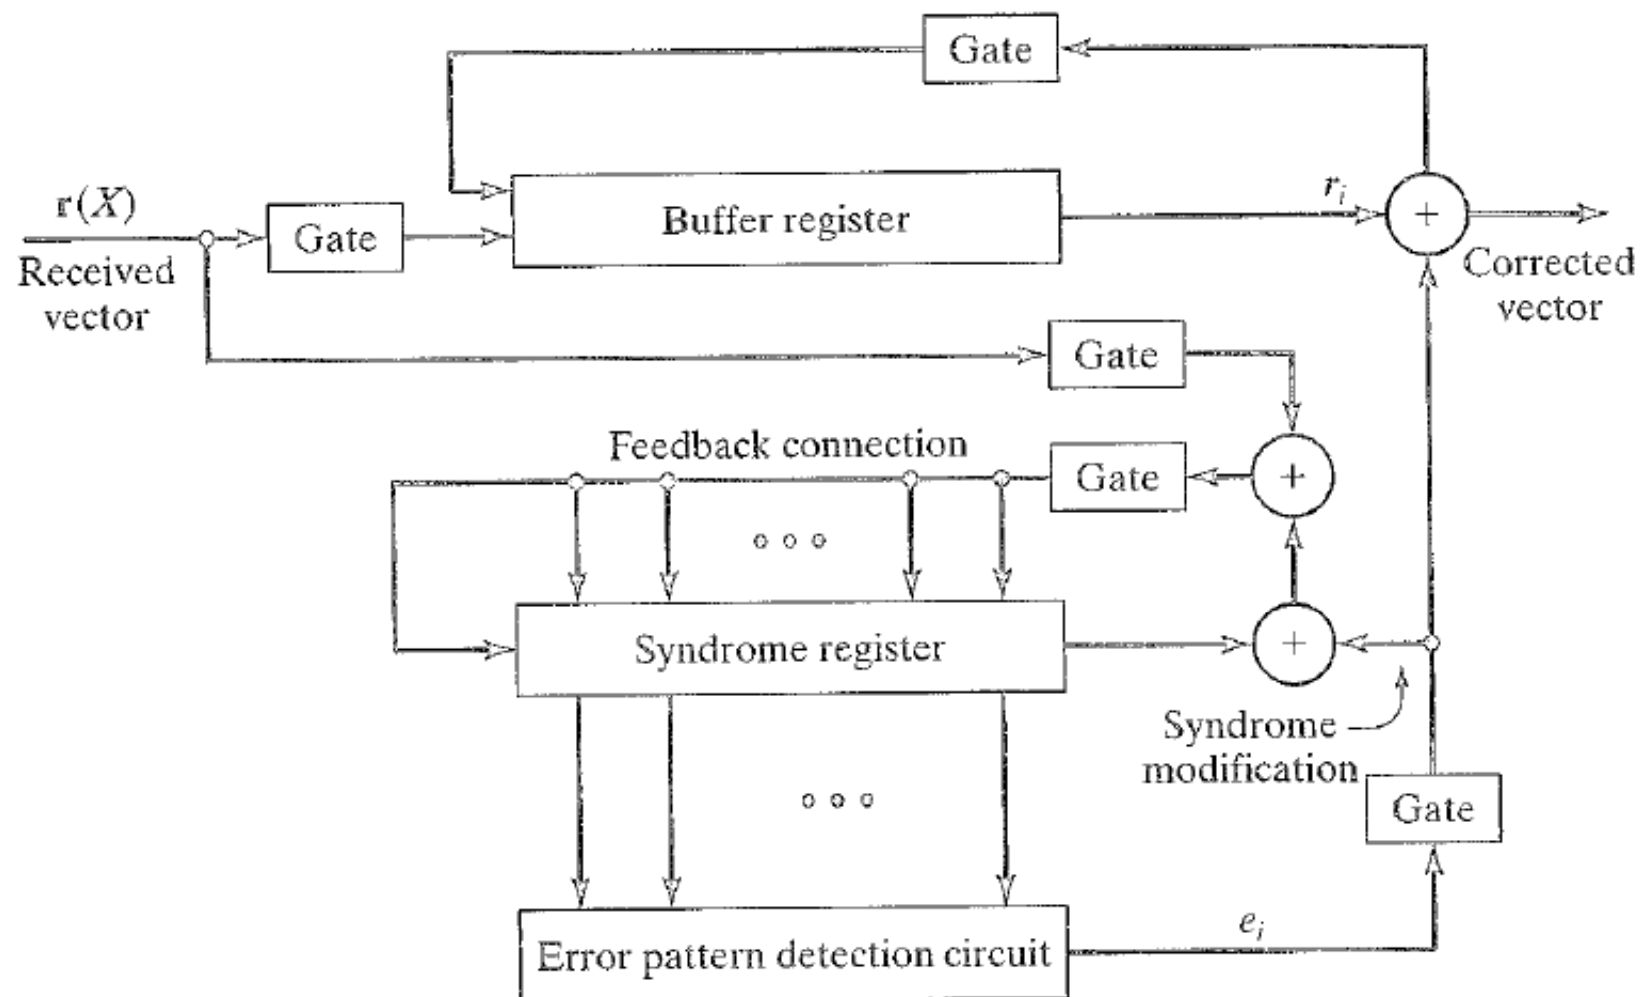 Gate
r(X)
Received
vector
Gate
Buffer register
r_i
+
Corrected
vector
Gate
Feedback connection
Gate
+
Syndrome register
+
Syndrome
modification
Gate
e_i
Error pattern detection circuit